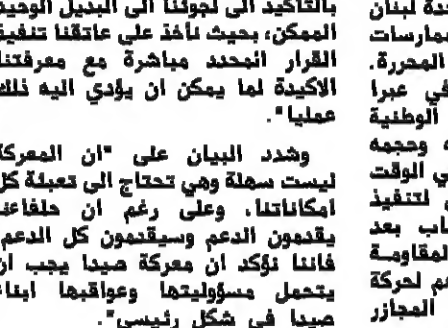 بالتأكيد الى لجوئنا الى البديل الوحيد
الممكن، بحيث نأخذ على عاتقنا تنفيذ
القرار المحدد مباشرة مع معرفتنا
الاكيدة لما يمكن ان يؤدي اليه ذلك
عمليا".
وشدد البيان على "ان المعركة
ليست سهلة وهي تحتاج الى تعبئة كل
امكاناتنا. وعلى رغم ان حلفاءنا
يقدمون الدعم وسيقدمون كل الدعم،
فاننا نؤكد ان معركة صيدا يجب ان
يتحمل مسؤوليتها وعواقبها ابناء
صيدا في شكل رئيسي".
دة لبنان
ممارسات
المحررة.
في عبرا
الوطنية
وحجمه
في الوقت
لتنفيذ
اب بعد
المقاومة
م لحركة
المجازر